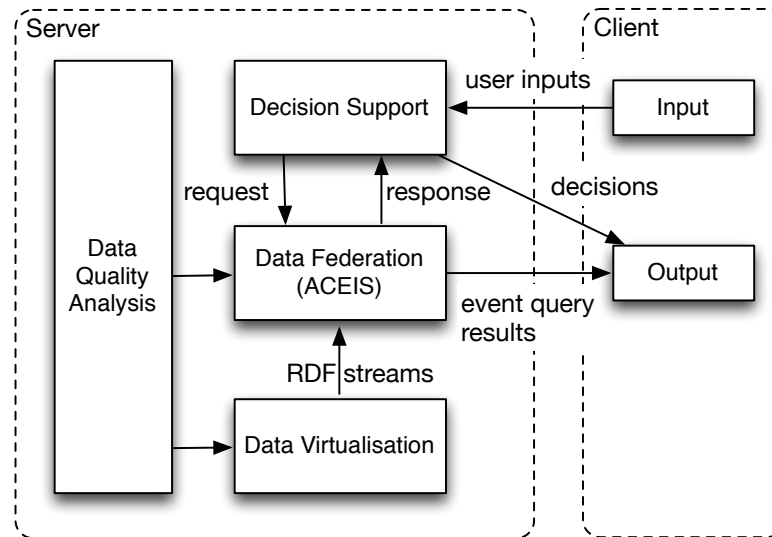 Server
Client
user inputs
Decision Support
Input
request
response
decisions
Data
Quality
Analysis
Data Federation
(ACEIS)
Output
event query
results
RDF streams
Data Virtualisation